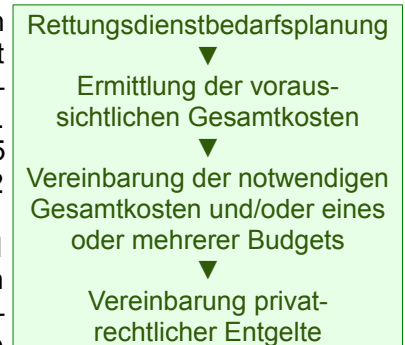 Rettungsdienstbedarfsplanung
▼
Ermittlung der voraus-
sichtlichen Gesamtkosten
▼
Vereinbarung der notwendigen
Gesamtkosten und/oder eines
oder mehrerer Budgets
▼
Vereinbarung privat-
rechtlicher Entgelte